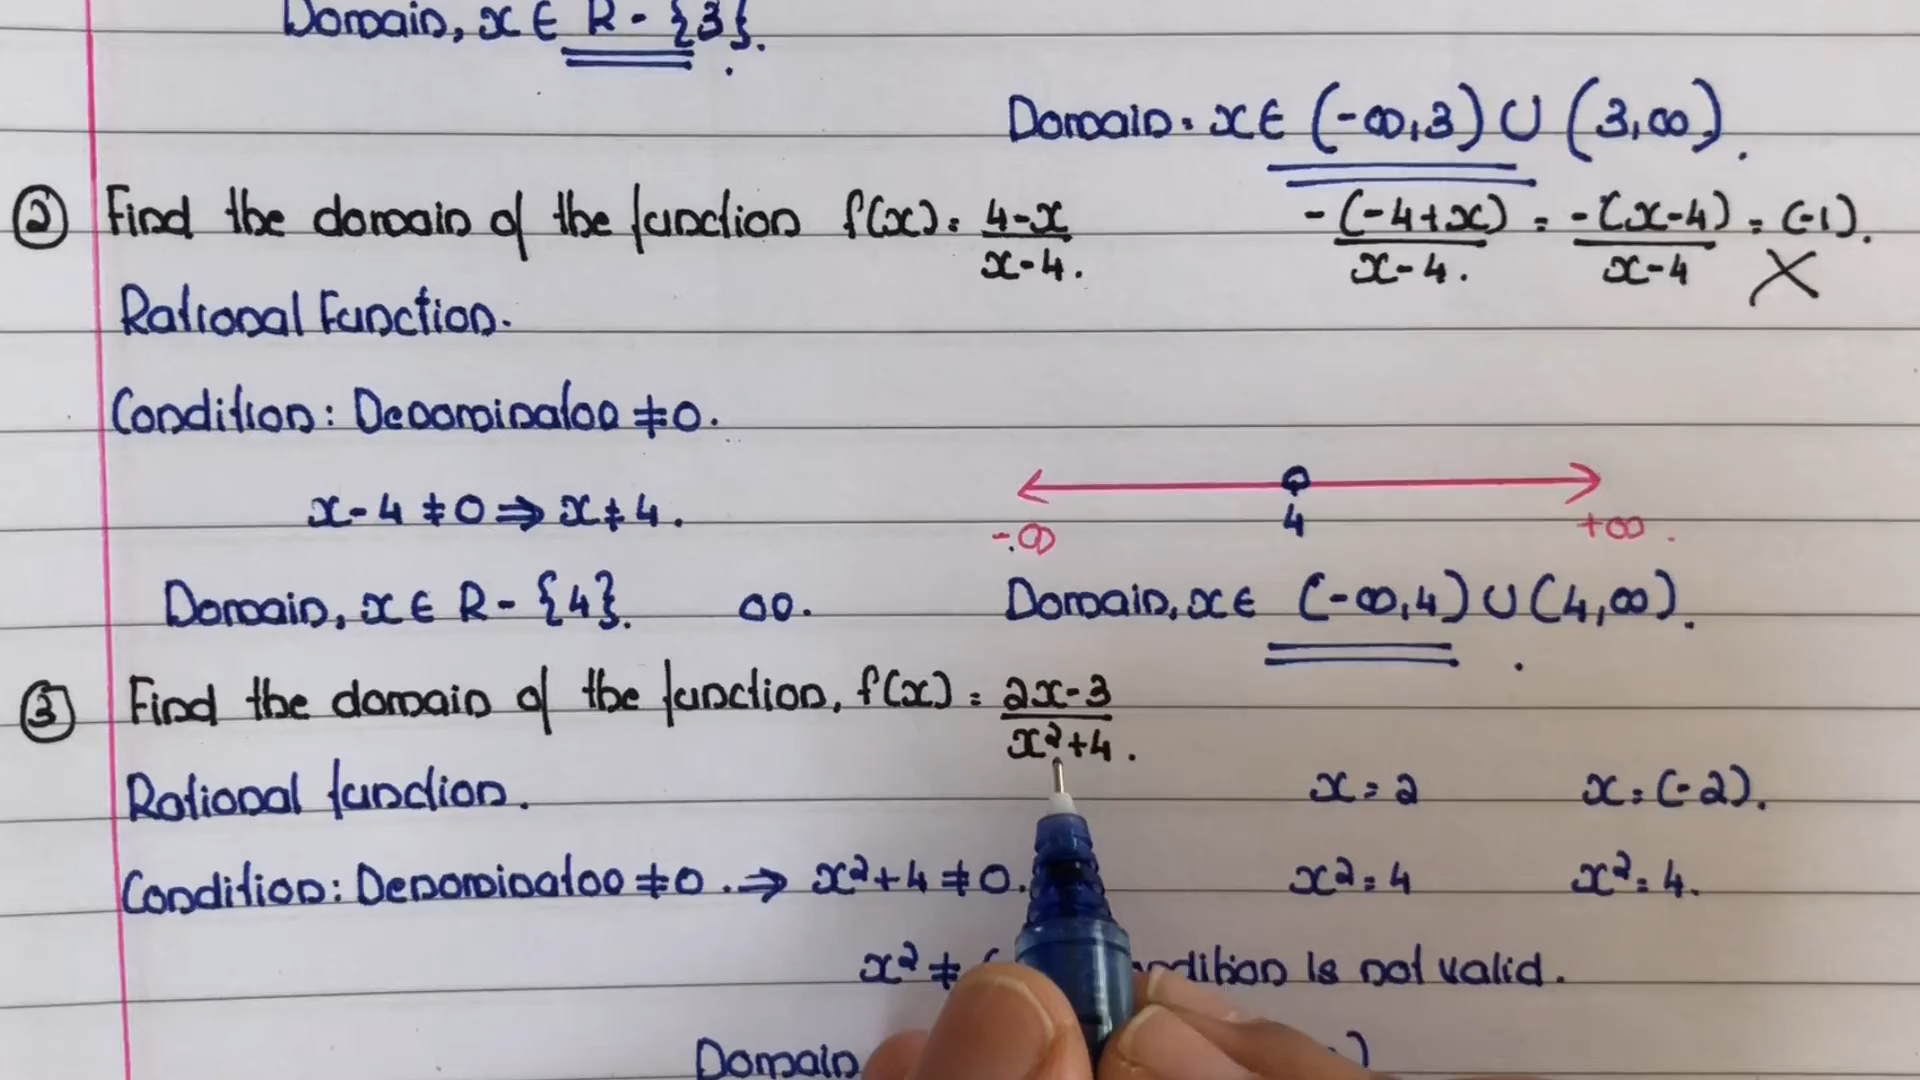 Domain, x ∈ R - {3}.
Domain: x ∈ (-∞,3) ∪ (3,∞).
② Find the domain of the function f(x) = 4-x / x-4. -(-4+x) / x-4. = -(x-4) / x-4 = (-1). X
Rational Function.
Condition: Denominator ≠ 0.
x-4 ≠ 0 ⇒ x ≠ 4.
-∞ 4 +∞
Domain, x ∈ R - {4}. or. Domain, x ∈ (-∞,4) ∪ (4,∞).
③ Find the domain of the function, f(x) = 2x-3 / x²+4.
Rational function. x = 2 x = (-2).
Condition: Denominator ≠ 0. ⇒ x²+4 ≠ 0. x² = 4 x² = 4.
x² ≠ is not valid.
Domain